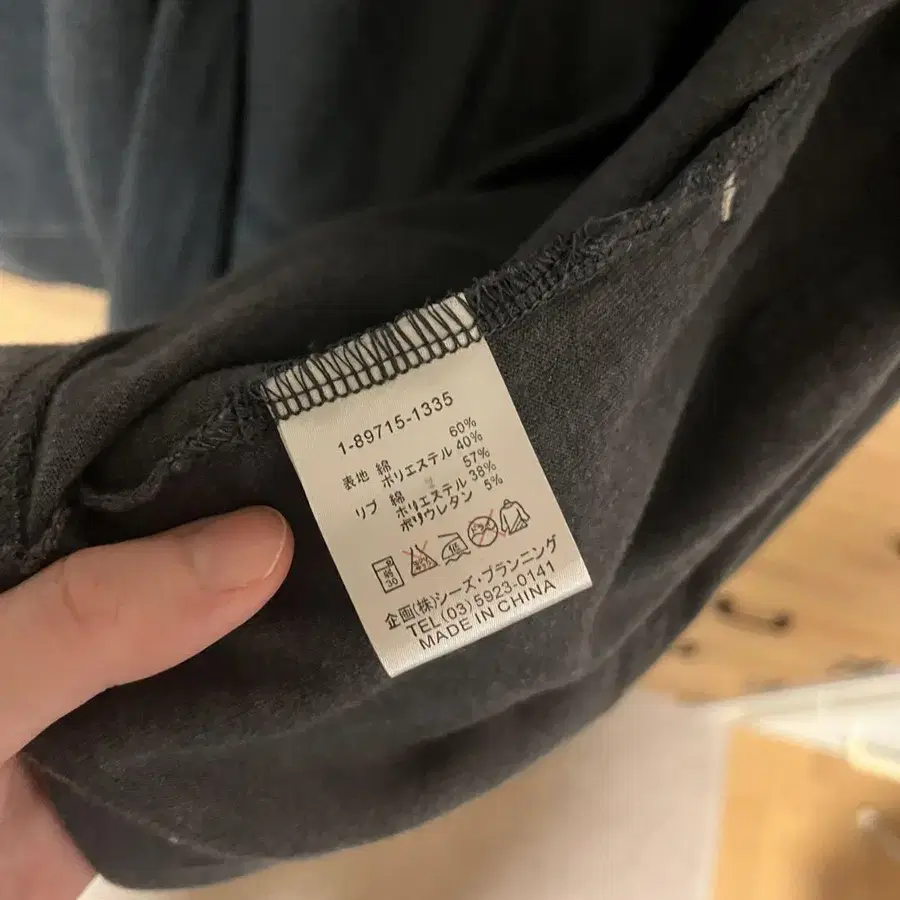 1-89715-1335
表地 綿 60%
ポリエステル 40%
リブ 綿 57%
ポリエステル 38%
ポリウレタン 5%
企画(株)シーズ・プランニング
TEL(03)5923-0141
MADE IN CHINA